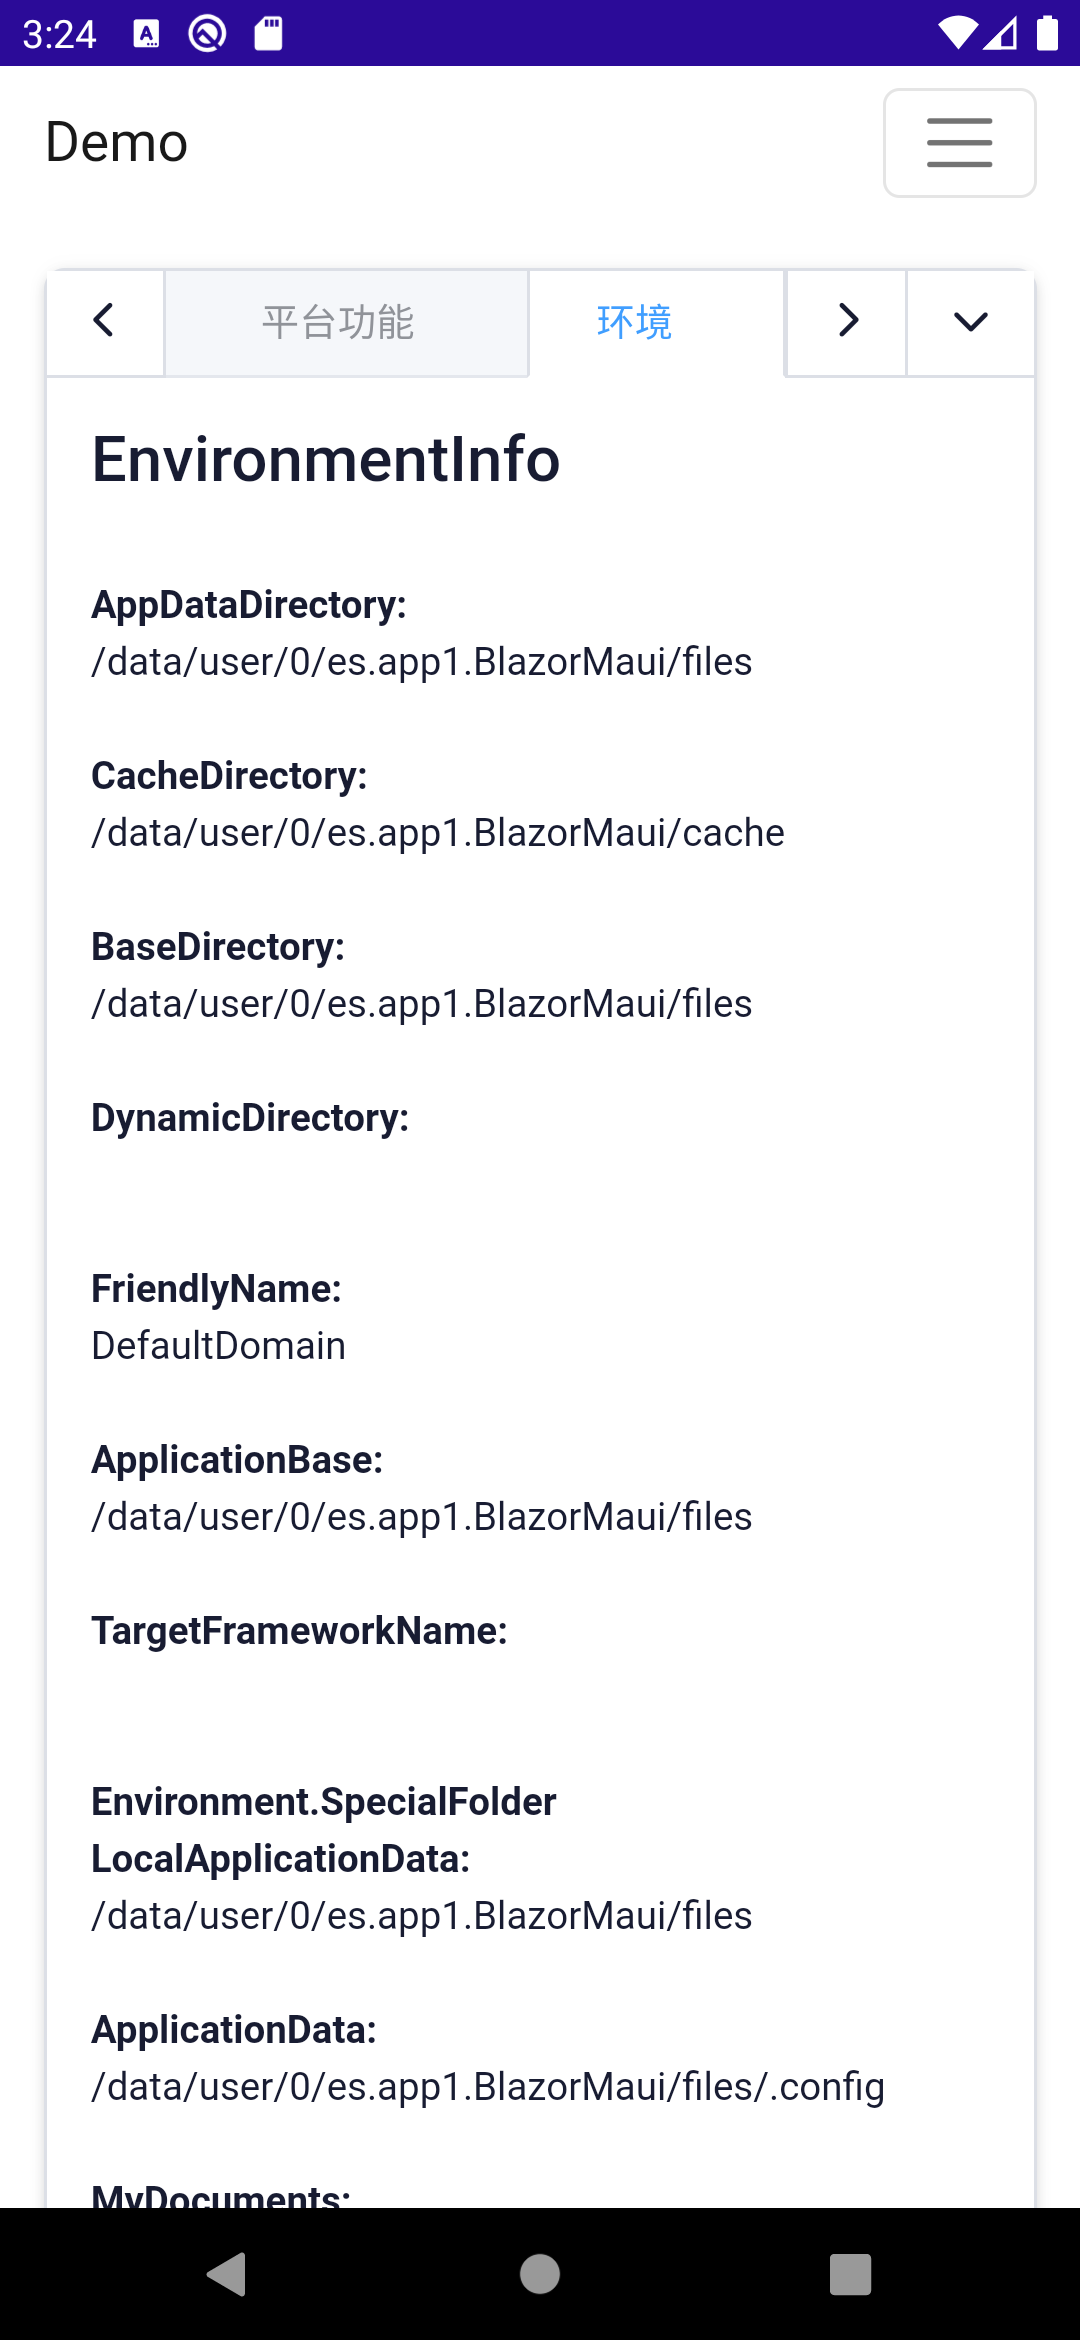 3:24
Demo
平台功能
环境
EnvironmentInfo
AppDataDirectory:
/data/user/0/es.app1.BlazorMaui/files
CacheDirectory:
/data/user/0/es.app1.BlazorMaui/cache
BaseDirectory:
/data/user/0/es.app1.BlazorMaui/files
DynamicDirectory:
FriendlyName:
DefaultDomain
ApplicationBase:
/data/user/0/es.app1.BlazorMaui/files
TargetFrameworkName:
Environment.SpecialFolder
LocalApplicationData:
/data/user/0/es.app1.BlazorMaui/files
ApplicationData:
/data/user/0/es.app1.BlazorMaui/files/.config
MyDocuments: